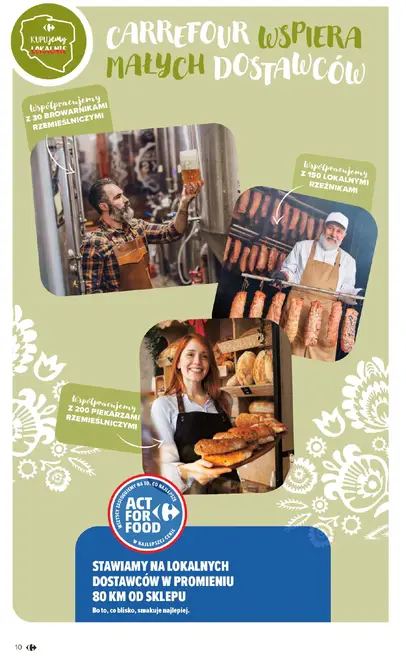 KUPUJemy
LOKALNIE
CARREFOUR WSPIERA
MAŁYCH DOSTAWCÓW
Współpracujemy
Z 30 BROWARNIKAMI
RZEMIEŚLNICZYMI
Współpracujemy
Z 150 LOKALNYMI
RZEŹNIKAMI
Współpracujemy
Z 200 PIEKARZAMI
RZEMIEŚLNICZYMI
WSZYSCY ZASŁUGUJEMY NA TO, CO NAJLEPSZE
ACT
FOR
FOOD
W NAJLEPSZEJ CENIE
STAWIAMY NA LOKALNYCH
DOSTAWCÓW W PROMIENIU
80 KM OD SKLEPU
Bo to, co blisko, smakuje najlepiej.
10